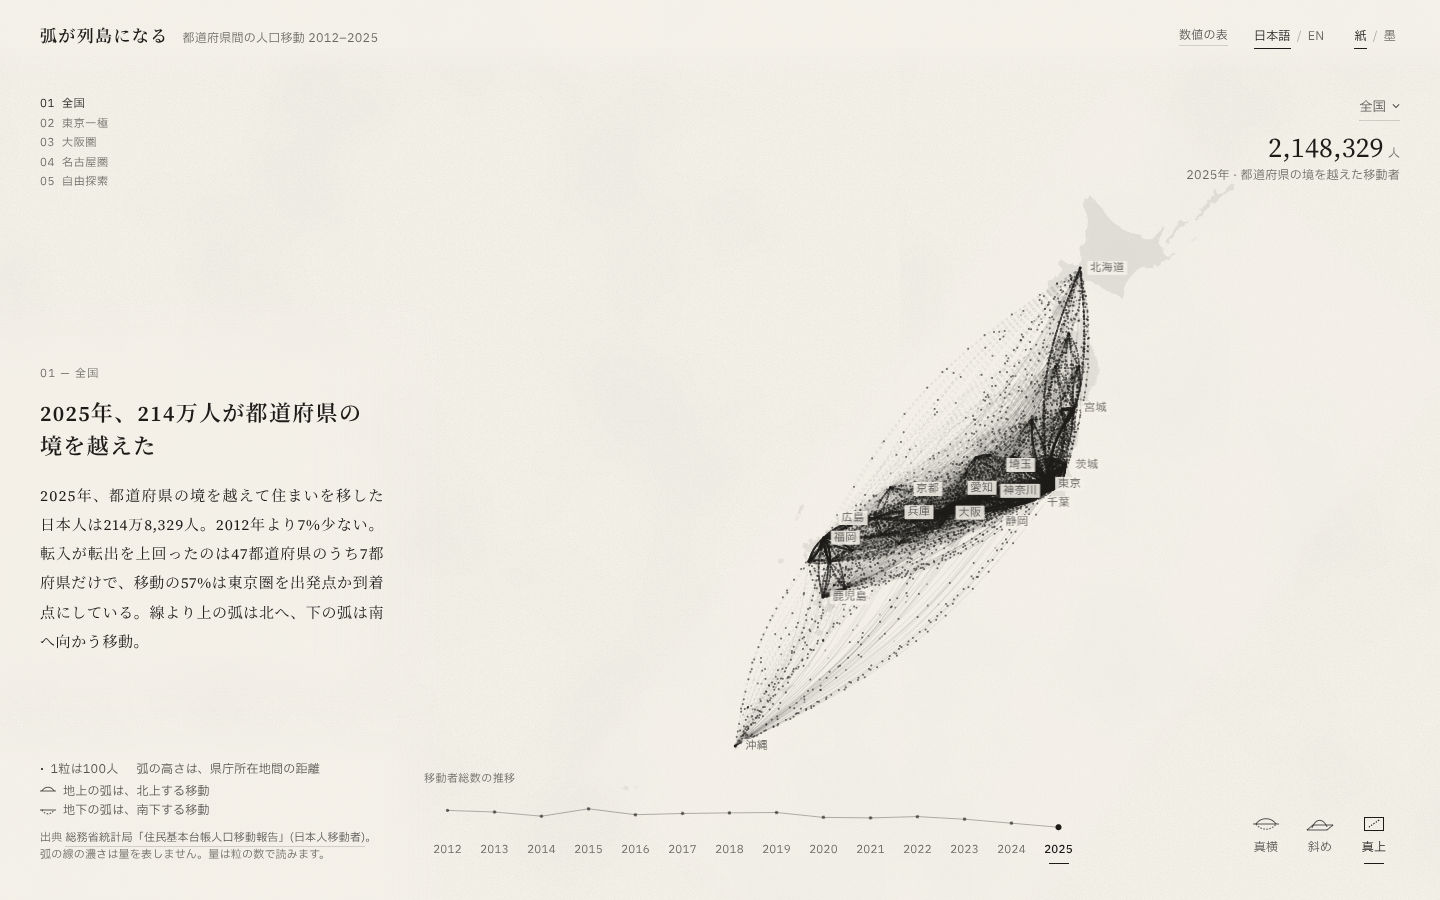 弧が列島になる 都道府県間の人口移動 2012–2025
数値の表 日本語 / EN 紙 / 墨
01 全国
02 東京一極
03 大阪圏
04 名古屋圏
05 自由探索
全国
2,148,329 人
2025年 · 都道府県の境を越えた移動者
01 — 全国
2025年、214万人が都道府県の
境を越えた
2025年、都道府県の境を越えて住まいを移した
日本人は214万8,329人。2012年より7%少ない。
転入が転出を上回ったのは47都道府県のうち7都
府県だけで、移動の57%は東京圏を出発点か到着
点にしている。線より上の弧は北へ、下の弧は南
へ向かう移動。
北海道
宮城
埼玉
茨城
東京
京都
愛知
神奈川
千葉
兵庫
大阪
静岡
広島
福岡
鹿児島
沖縄
· 1粒は100人 弧の高さは、県庁所在地間の距離
地上の弧は、北上する移動
地下の弧は、南下する移動
出典 総務省統計局「住民基本台帳人口移動報告」(日本人移動者)。
弧の線の濃さは量を表しません。量は粒の数で読みます。
移動者総数の推移
2012 2013 2014 2015 2016 2017 2018 2019 2020 2021 2022 2023 2024 2025
真横 斜め 真上